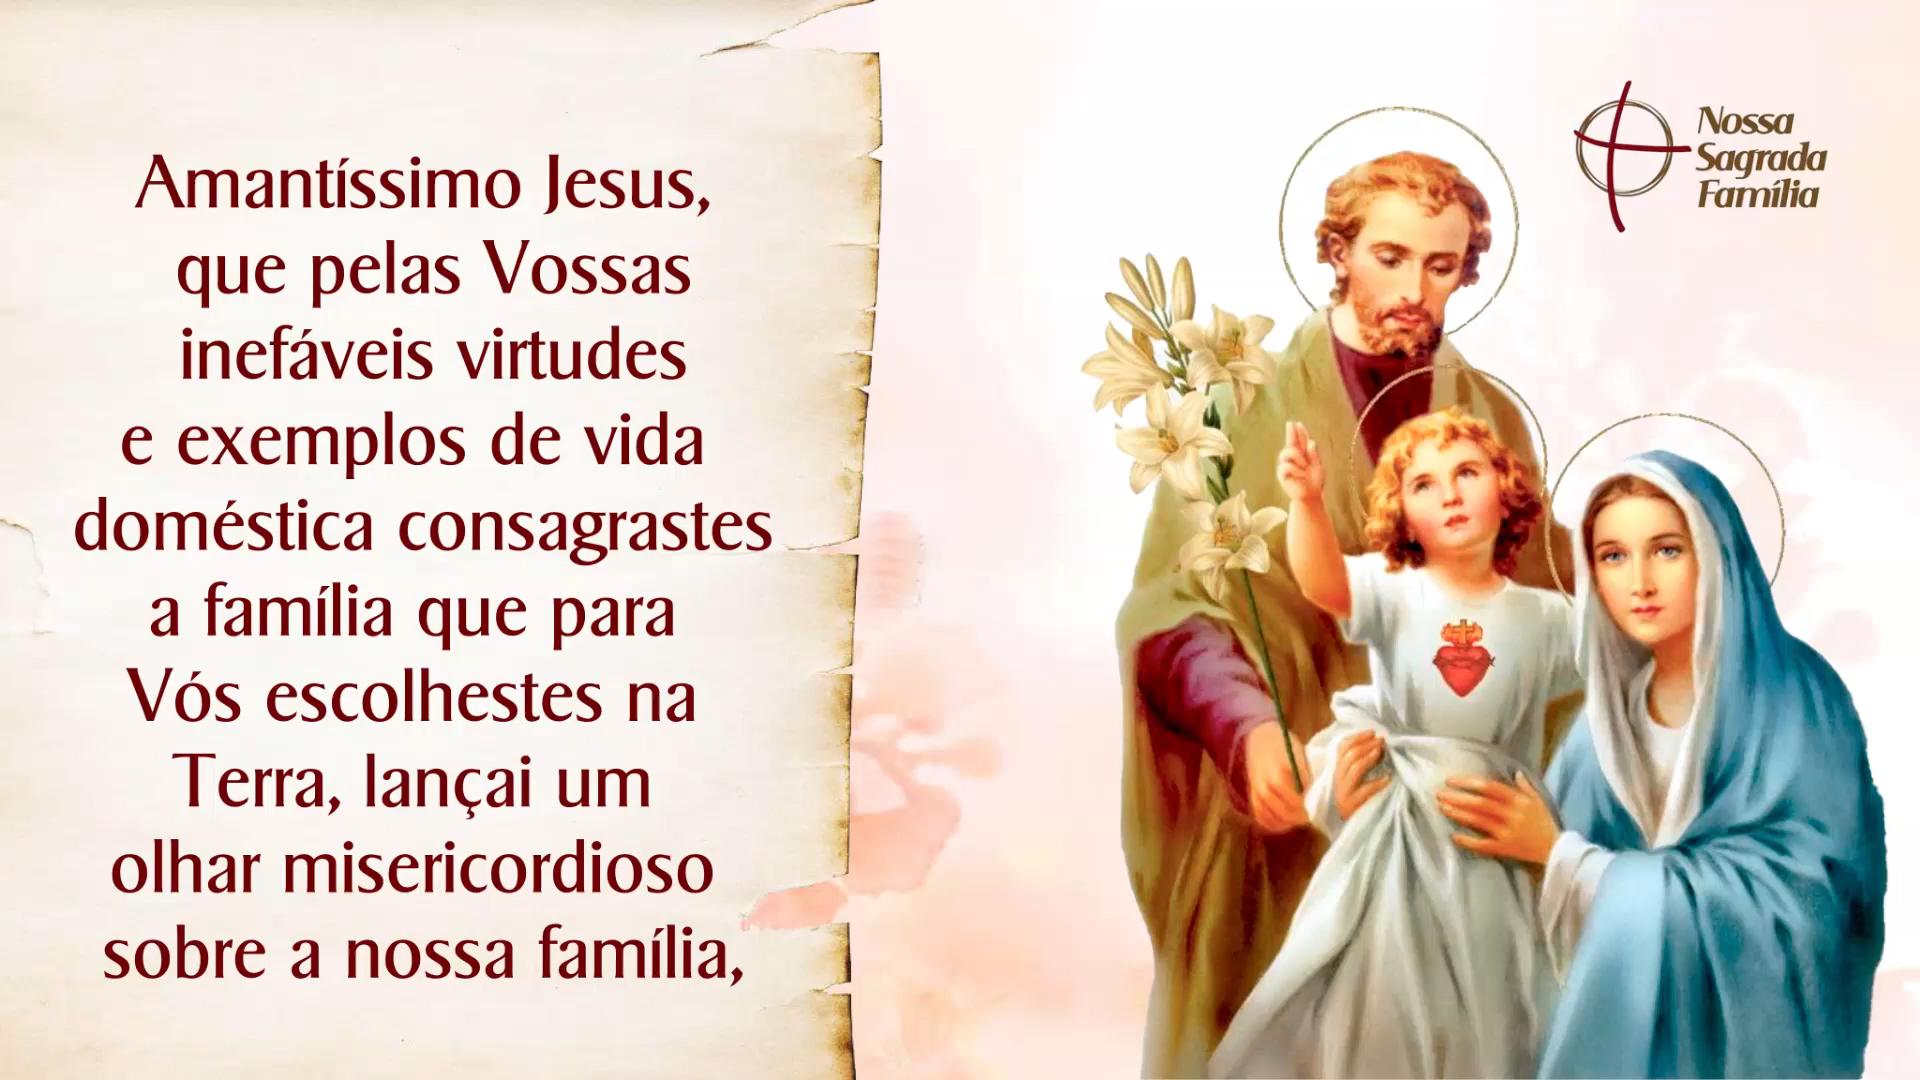 Amantíssimo Jesus,
que pelas Vossas
inefáveis virtudes
e exemplos de vida
doméstica consagrastes
a família que para
Vós escolhestes na
Terra, lançai um
olhar misericordioso
sobre a nossa família,
Nossa
Sagrada
Família